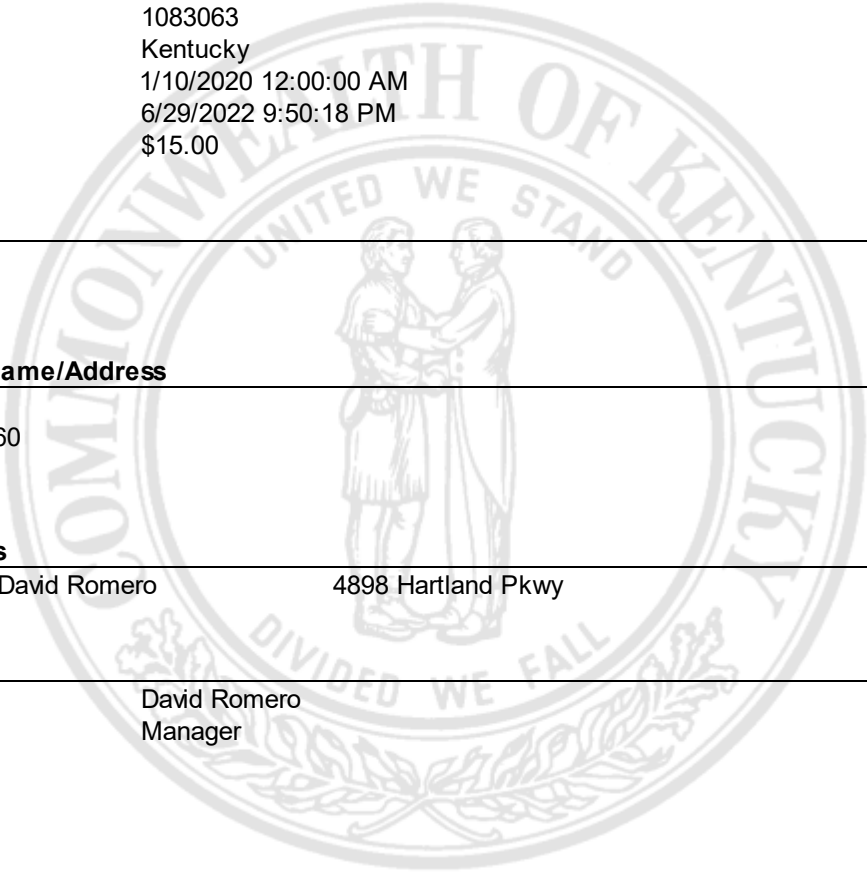 1083063
Kentucky
1/10/2020 12:00:00 AM
6/29/2022 9:50:18 PM
$15.00
COMMONWEALTH OF KENTUCKY
UNITED WE STAND
ame/Address
60
s
David Romero 4898 Hartland Pkwy
DIVIDED WE FALL
David Romero
Manager